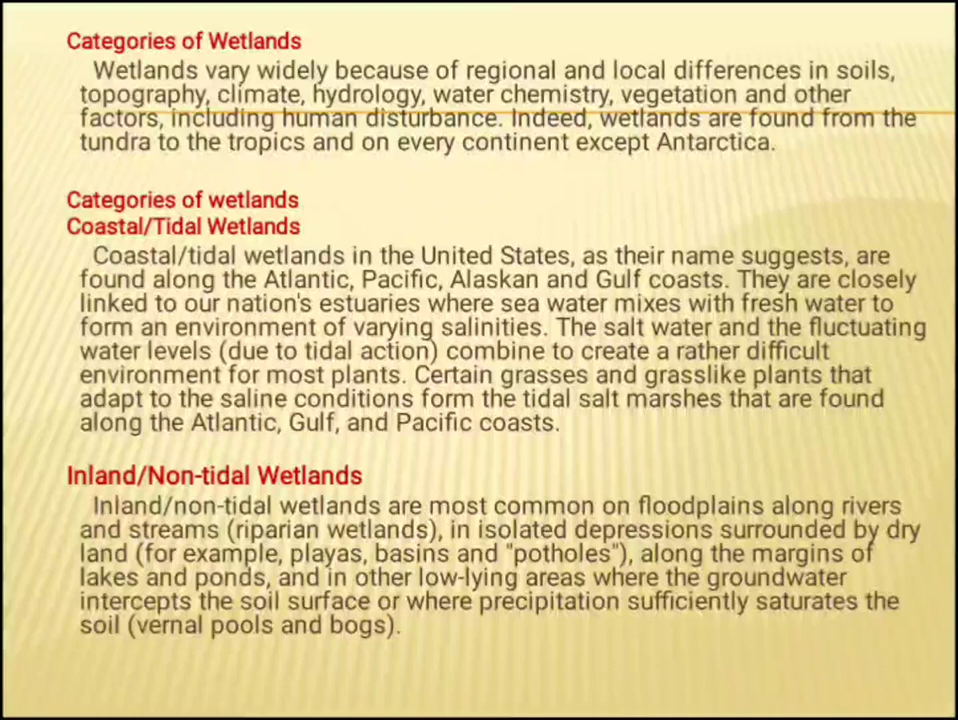 Categories of Wetlands
Wetlands vary widely because of regional and local differences in soils,
topography, climate, hydrology, water chemistry, vegetation and other
factors, including human disturbance. Indeed, wetlands are found from the
tundra to the tropics and on every continent except Antarctica.
Categories of wetlands
Coastal/Tidal Wetlands
Coastal/tidal wetlands in the United States, as their name suggests, are
found along the Atlantic, Pacific, Alaskan and Gulf coasts. They are closely
linked to our nation's estuaries where sea water mixes with fresh water to
form an environment of varying salinities. The salt water and the fluctuating
water levels (due to tidal action) combine to create a rather difficult
environment for most plants. Certain grasses and grasslike plants that
adapt to the saline conditions form the tidal salt marshes that are found
along the Atlantic, Gulf, and Pacific coasts.
Inland/Non-tidal Wetlands
Inland/non-tidal wetlands are most common on floodplains along rivers
and streams (riparian wetlands), in isolated depressions surrounded by dry
land (for example, playas, basins and "potholes"), along the margins of
lakes and ponds, and in other low-lying areas where the groundwater
intercepts the soil surface or where precipitation sufficiently saturates the
soil (vernal pools and bogs).